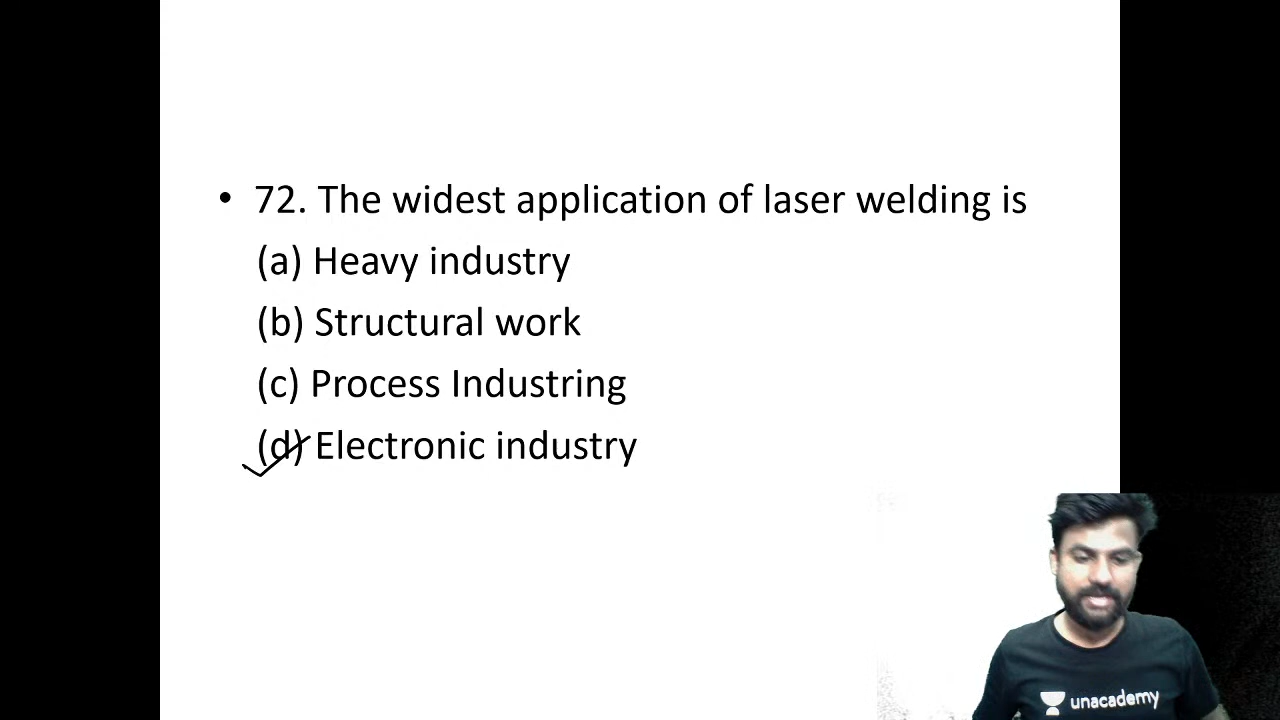 • 72. The widest application of laser welding is
(a) Heavy industry
(b) Structural work
(c) Process Industring
(d) Electronic industry
unacademy